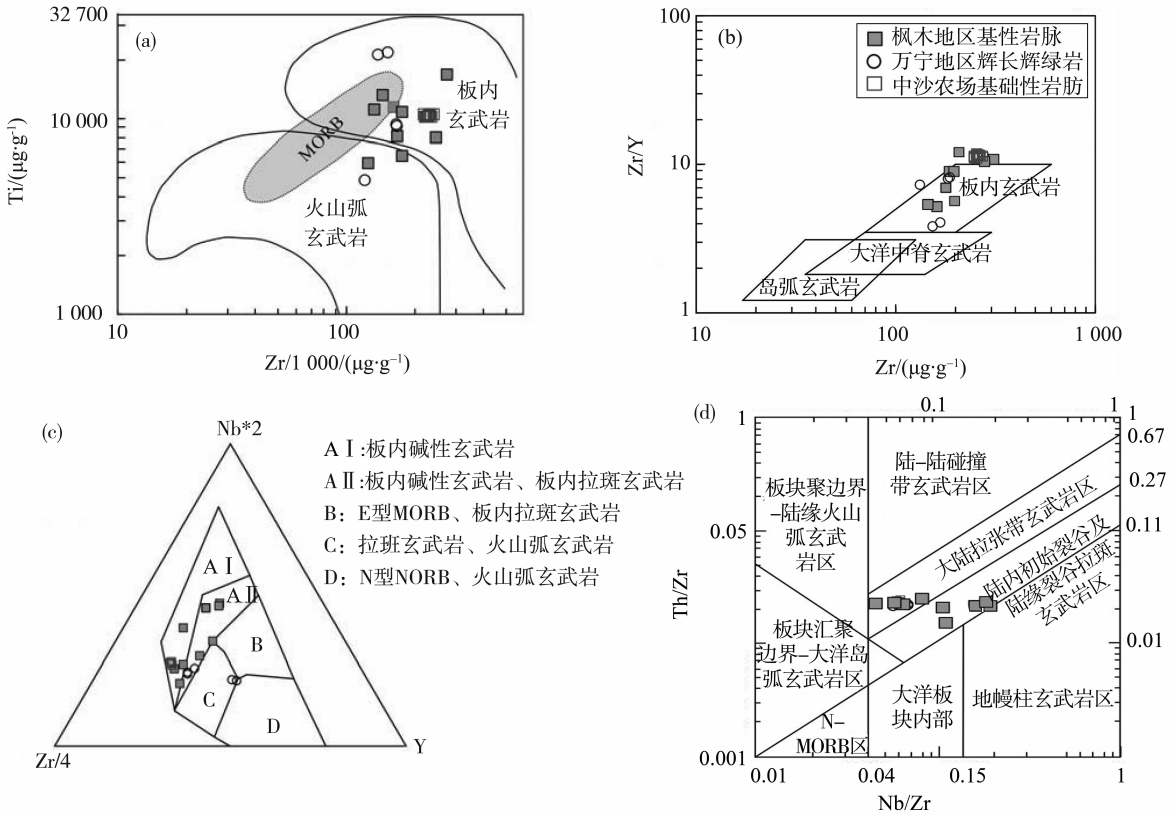 32 700
(a)
板内
玄武岩
10 000
MORB
火山弧
玄武岩
Ti/(μg·g⁻¹)
1 000
10
100
Zr/1 000/(μg·g⁻¹)
100
(b)
枫木地区基性岩脉
万宁地区辉长辉绿岩
中沙农场基础性岩肪
Zr/Y
10
板内玄武岩
大洋中脊玄武岩
岛弧玄武岩
1
10
100
1 000
Zr/(μg·g⁻¹)
(c)
Nb*2
AⅠ
AⅡ
B
C
D
Zr/4
Y
AⅠ:板内碱性玄武岩
AⅡ:板内碱性玄武岩、板内拉斑玄武岩
B：E型MORB、板内拉斑玄武岩
C：拉班玄武岩、火山弧玄武岩
D：N型NORB、火山弧玄武岩
(d)
0.1
1
1
1
0.67
0.27
0.11
0.01
陆-陆碰撞
带玄武岩区
板块聚边界
-陆缘火山
弧玄武
岩区
0.05
大陆拉张带玄武岩区
陆内初始裂谷及
陆缘裂谷拉斑
玄武岩区
Th/Zr
板块汇聚
边界-大洋岛
弧玄武岩区
大洋板
块内部
地幔柱玄武岩区
N-
MORB区
0.001
0.01
0.04
0.15
1
Nb/Zr